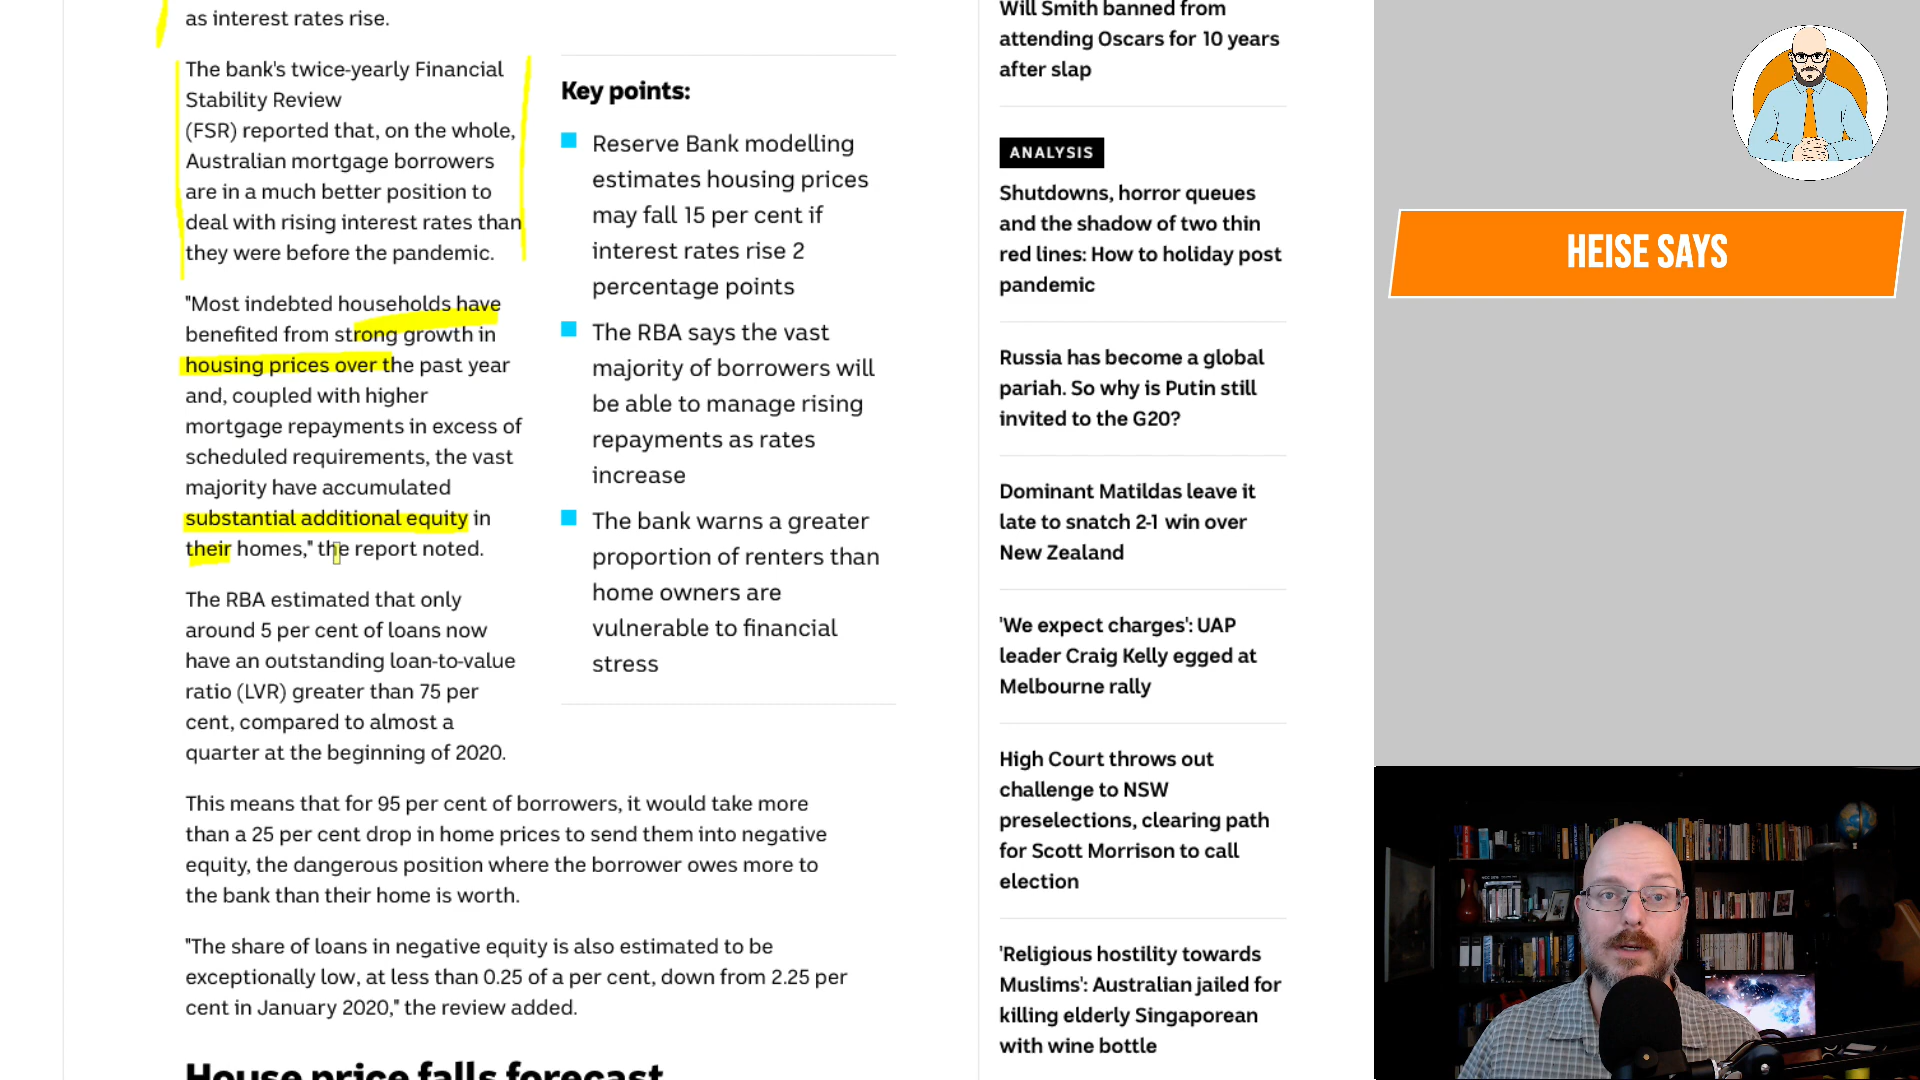 as interest rates rise.
The bank's twice-yearly Financial
Stability Review
(FSR) reported that, on the whole,
Australian mortgage borrowers
are in a much better position to
deal with rising interest rates than
they were before the pandemic.
"Most indebted households have
benefited from strong growth in
housing prices over the past year
and, coupled with higher
mortgage repayments in excess of
scheduled requirements, the vast
majority have accumulated
substantial additional equity in
their homes," the report noted.
The RBA estimated that only
around 5 per cent of loans now
have an outstanding loan-to-value
ratio (LVR) greater than 75 per
cent, compared to almost a
quarter at the beginning of 2020.
This means that for 95 per cent of borrowers, it would take more
than a 25 per cent drop in home prices to send them into negative
equity, the dangerous position where the borrower owes more to
the bank than their home is worth.
"The share of loans in negative equity is also estimated to be
exceptionally low, at less than 0.25 of a per cent, down from 2.25 per
cent in January 2020," the review added.
House price falls forecast
Key points:
Reserve Bank modelling
estimates housing prices
may fall 15 per cent if
interest rates rise 2
percentage points
The RBA says the vast
majority of borrowers will
be able to manage rising
repayments as rates
increase
The bank warns a greater
proportion of renters than
home owners are
vulnerable to financial
stress
Will Smith banned from
attending Oscars for 10 years
after slap
ANALYSIS
Shutdowns, horror queues
and the shadow of two thin
red lines: How to holiday post
pandemic
Russia has become a global
pariah. So why is Putin still
invited to the G20?
Dominant Matildas leave it
late to snatch 2-1 win over
New Zealand
'We expect charges': UAP
leader Craig Kelly egged at
Melbourne rally
High Court throws out
challenge to NSW
preselections, clearing path
for Scott Morrison to call
election
'Religious hostility towards
Muslims': Australian jailed for
killing elderly Singaporean
with wine bottle
HEISE SAYS